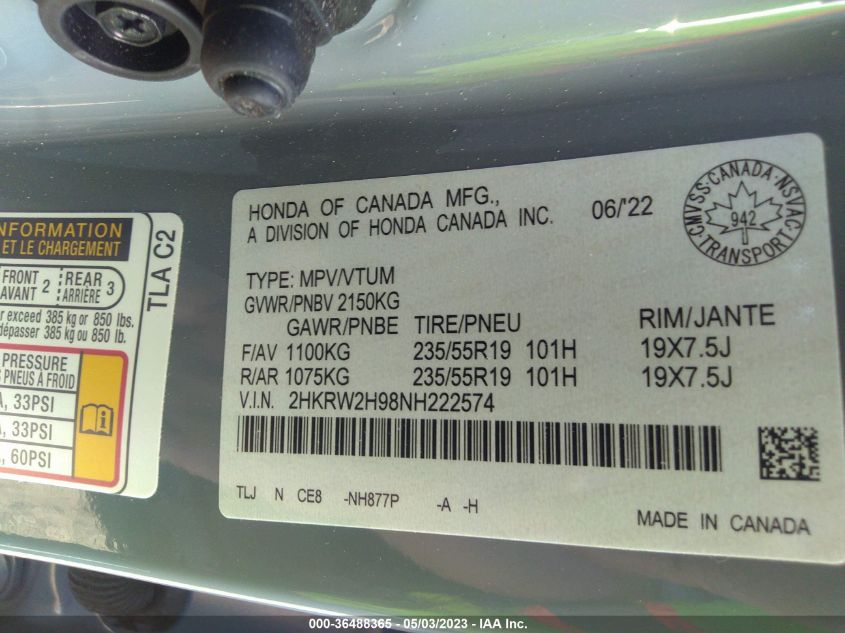 INFORMATION
ET LE CHARGEMENT
FRONT 2 REAR 3
AVANT ARRIÈRE
exceed 385 kg or 850 lbs.
dépasser 385 kg ou 850 lb.
PRESSURE
PNEUS À FROID
33PSI
33PSI
60PSI
TLA C2
HONDA OF CANADA MFG.,
A DIVISION OF HONDA CANADA INC.
06/'22
CMVSS·CANADA·NSVAC
942
TRANSPORT
TYPE: MPV/VTUM
GVWR/PNBV 2150KG
GAWR/PNBE TIRE/PNEU RIM/JANTE
F/AV 1100KG 235/55R19 101H 19X7.5J
R/AR 1075KG 235/55R19 101H 19X7.5J
V.I.N. 2HKRW2H98NH222574
TLJ N CE8 -NH877P -A -H
MADE IN CANADA
000-36488365 - 05/03/2023 - IAA Inc.